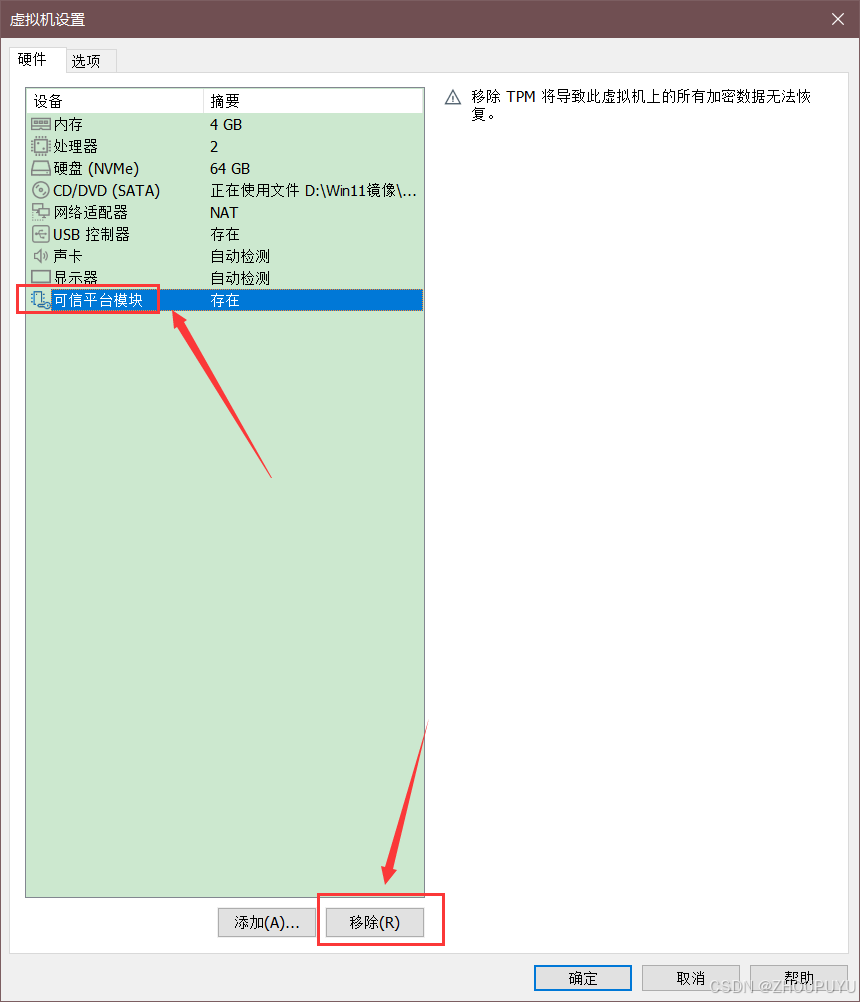 虚拟机设置
硬件 选项
设备 摘要
内存 4 GB
处理器 2
硬盘 (NVMe) 64 GB
CD/DVD (SATA) 正在使用文件 D:\Win11镜像\...
网络适配器 NAT
USB 控制器 存在
声卡 自动检测
显示器 自动检测
可信平台模块 存在
移除 TPM 将导致此虚拟机上的所有加密数据无法恢
复。
添加(A)... 移除(R)
确定 取消 帮助
CSDN @ZHOUPUYU